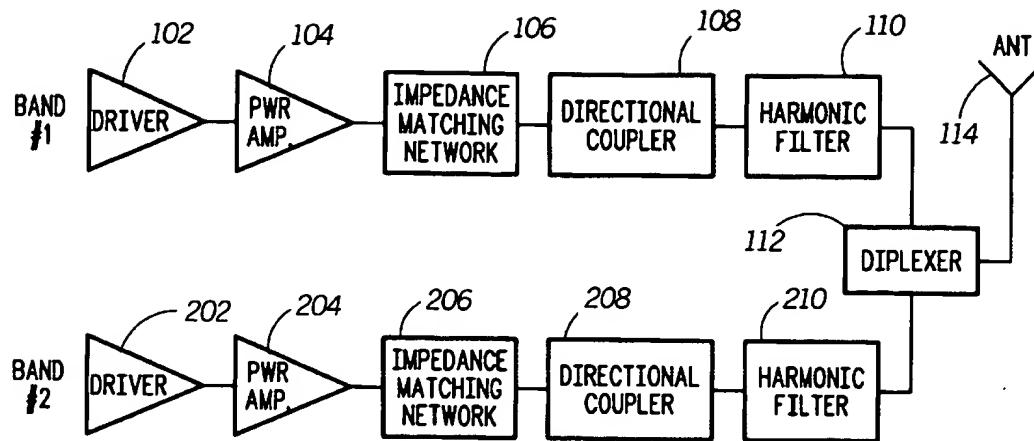 102
104
106
108
110
ANT
BAND
#1
DRIVER
PWR
AMP.
IMPEDANCE
MATCHING
NETWORK
DIRECTIONAL
COUPLER
HARMONIC
FILTER
114
112
DIPLEXER
202
204
206
208
210
BAND
#2
DRIVER
PWR
AMP.
IMPEDANCE
MATCHING
NETWORK
DIRECTIONAL
COUPLER
HARMONIC
FILTER